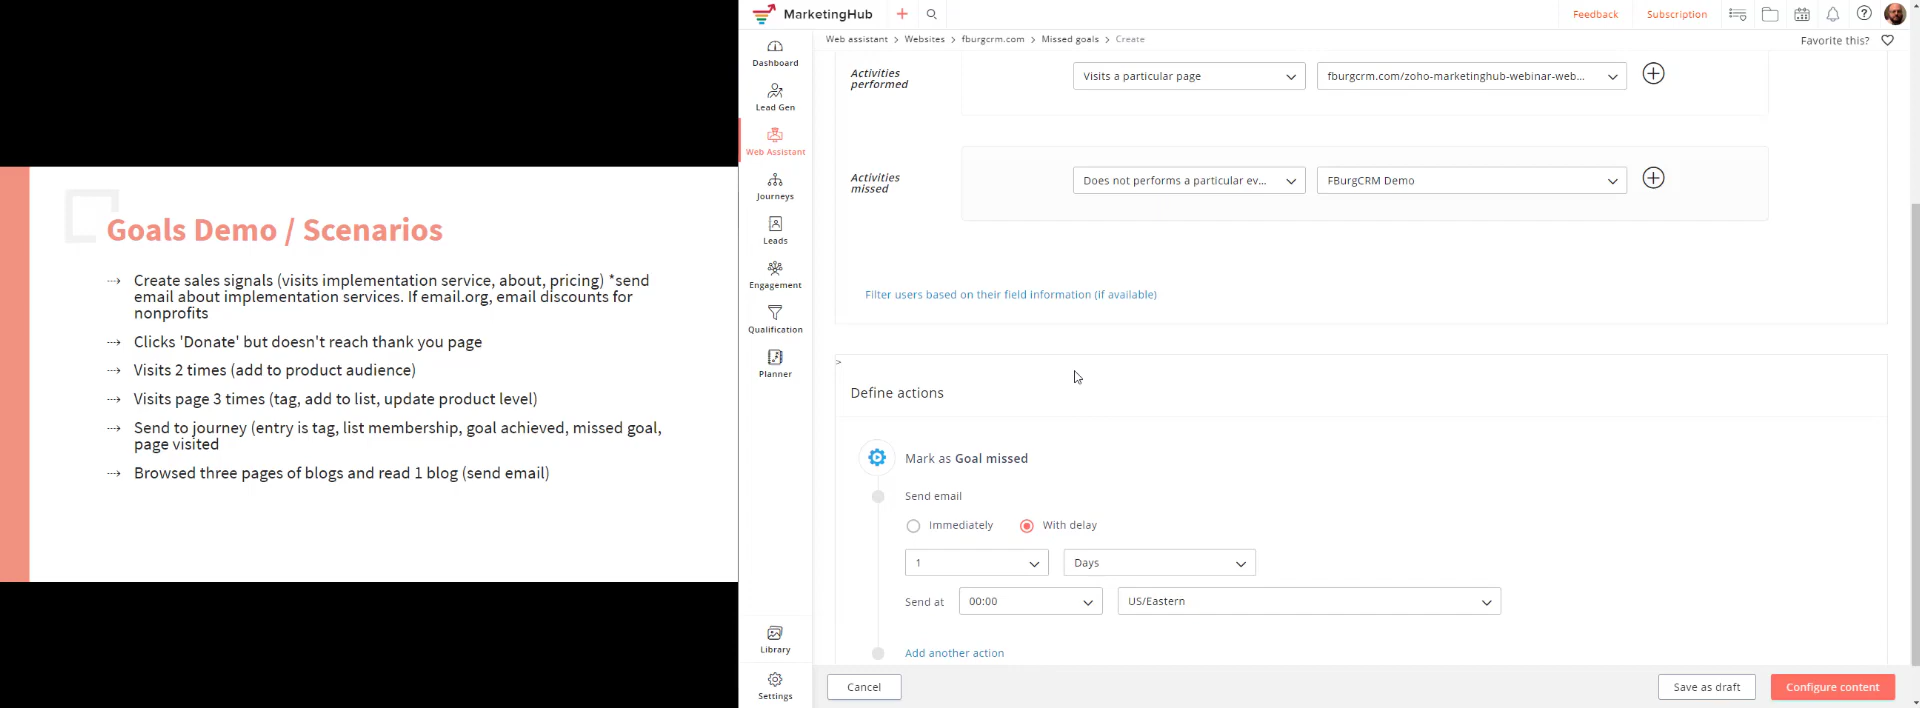 Goals Demo / Scenarios
Create sales signals (visits implementation service, about, pricing) *send
email about implementation services. If email.org, email discounts for
nonprofits
Clicks 'Donate' but doesn't reach thank you page
Visits 2 times (add to product audience)
Visits page 3 times (tag, add to list, update product level)
Send to journey (entry is tag, list membership, goal achieved, missed goal,
page visited
Browsed three pages of blogs and read 1 blog (send email)
MarketingHub
Feedback
Subscription
Dashboard
Lead Gen
Web Assistant
Journeys
Leads
Engagement
Qualification
Planner
Library
Settings
Web assistant > Websites > fburgcrm.com > Missed goals > Create
Favorite this?
Activities
performed
Visits a particular page
fburgcrm.com/zoho-marketinghub-webinar-web...
Activities
missed
Does not performs a particular ev...
FBurgCRM Demo
Filter users based on their field information (if available)
>
Define actions
Mark as Goal missed
Send email
Immediately
With delay
1
Days
Send at
00:00
US/Eastern
Add another action
Cancel
Save as draft
Configure content